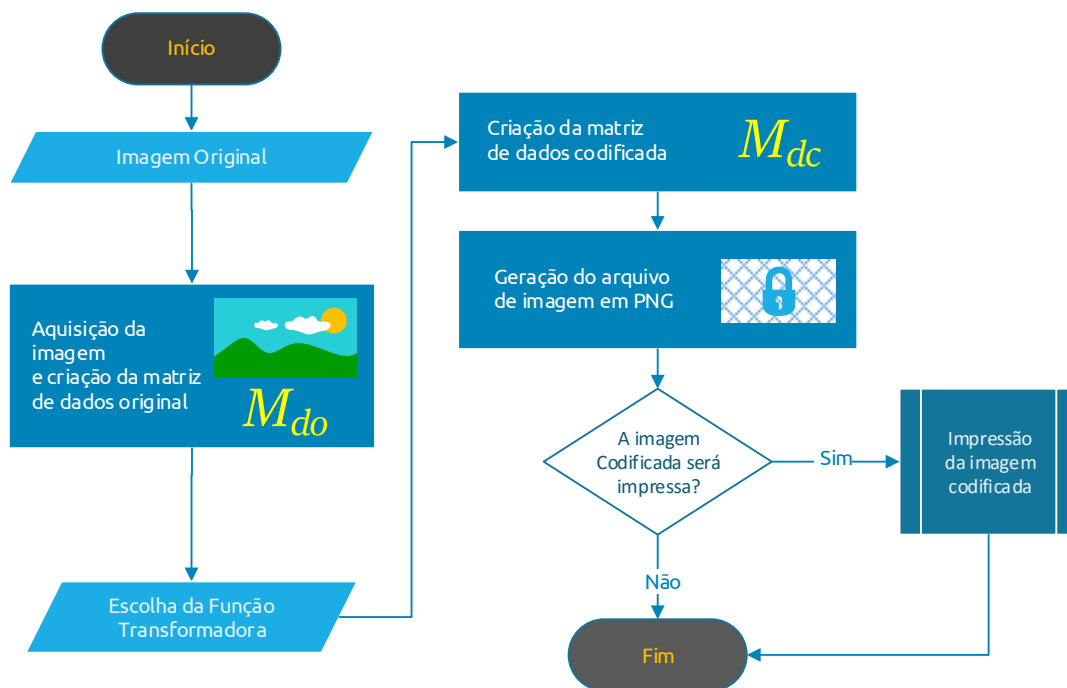 Início
Imagem Original
Aquisição da
imagem
e criação da matriz
de dados original
M_do
Escolha da Função
Transformadora
Criação da matriz
de dados codificada
M_dc
Geração do arquivo
de imagem em PNG
A imagem
Codificada será
impressa?
Sim
Impressão
da imagem
codificada
Não
Fim